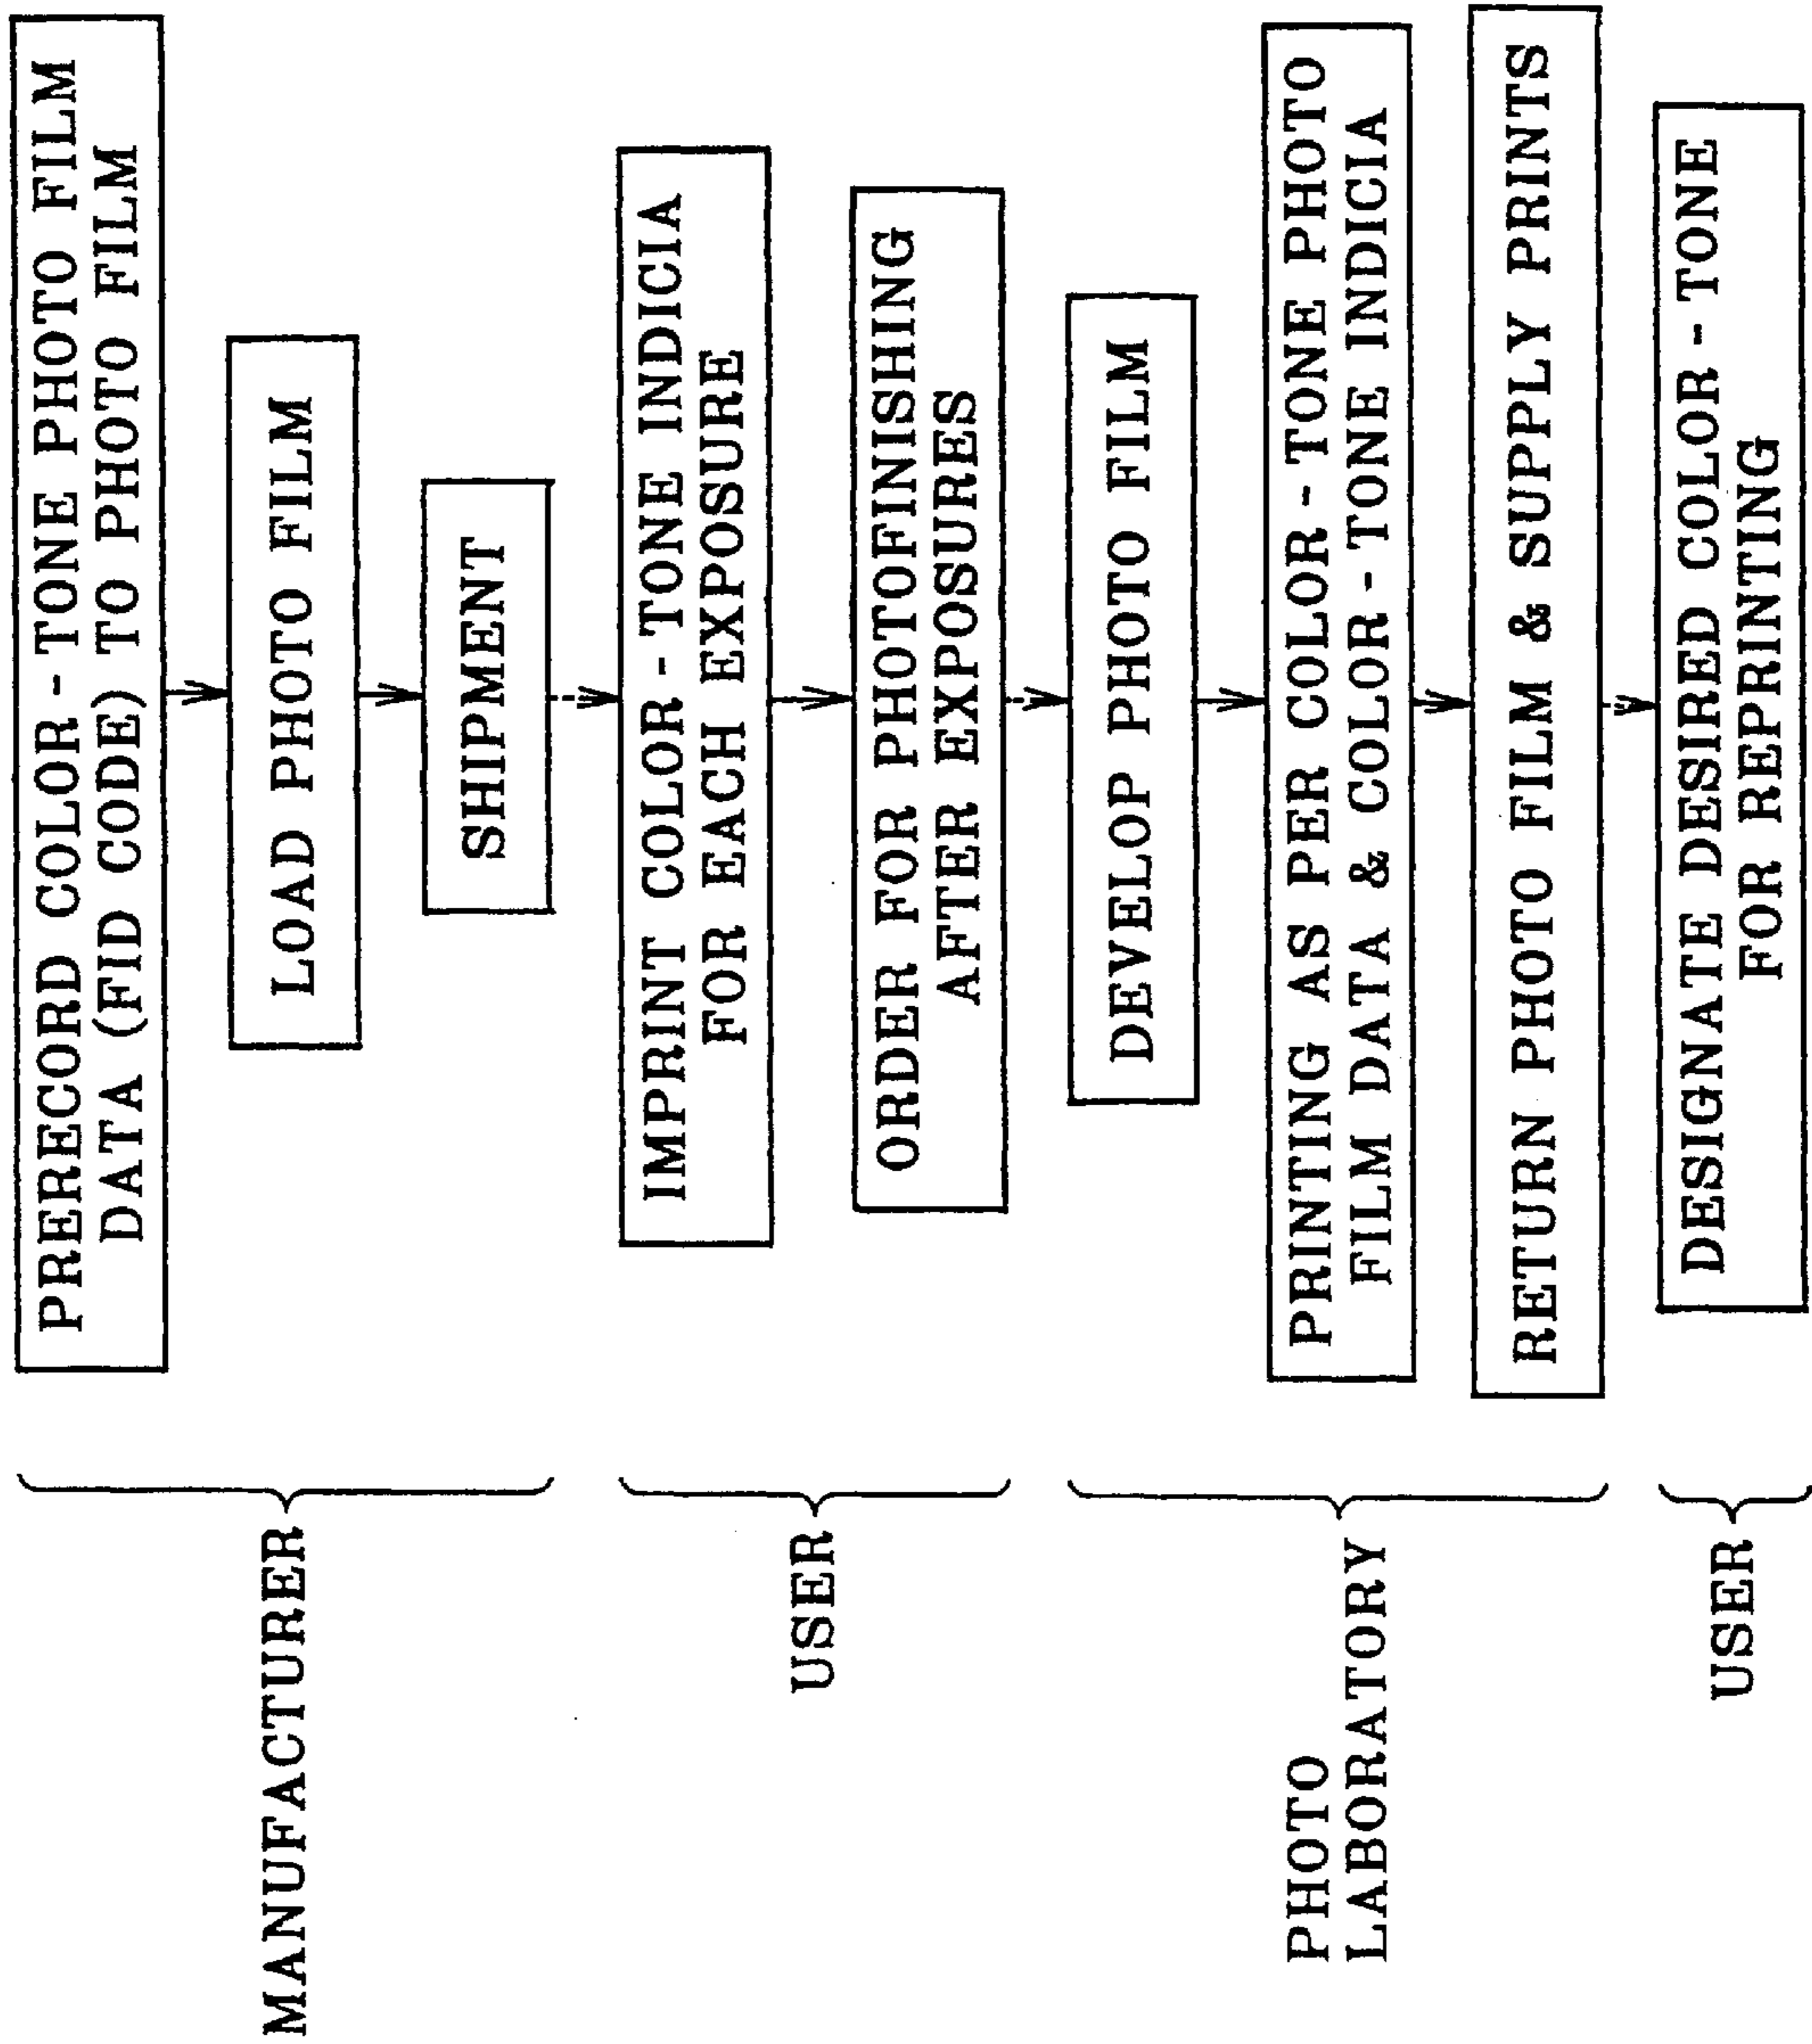 MANUFACTURER
PRERECORD COLOR-TONE PHOTO FILM
DATA (FID CODE) TO PHOTO FILM
LOAD PHOTO FILM
SHIPMENT
USER
IMPRINT COLOR-TONE INDICIA
FOR EACH EXPOSURE
ORDER FOR PHOTOFINISHING
AFTER EXPOSURES
PHOTO
LABORATORY
DEVELOP PHOTO FILM
PRINTING AS PER COLOR-TONE PHOTO
FILM DATA & COLOR-TONE INDICIA
RETURN PHOTO FILM & SUPPLY PRINTS
USER
DESIGNATE DESIRED COLOR-TONE
FOR REPRINTING